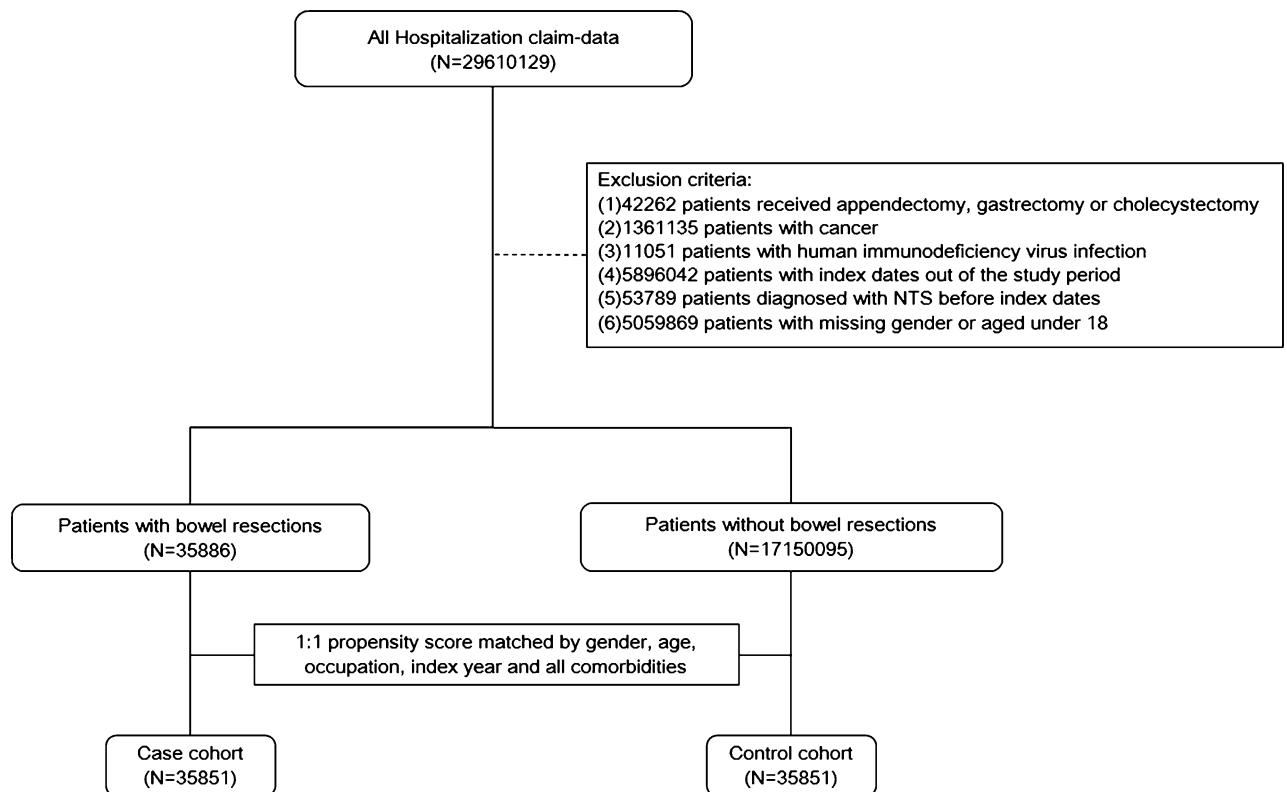 All Hospitalization claim-data
(N=29610129)
Exclusion criteria:
(1)42262 patients received appendectomy, gastrectomy or cholecystectomy
(2)1361135 patients with cancer
(3)11051 patients with human immunodeficiency virus infection
(4)5896042 patients with index dates out of the study period
(5)53789 patients diagnosed with NTS before index dates
(6)5059869 patients with missing gender or aged under 18
Patients with bowel resections
(N=35886)
Patients without bowel resections
(N=17150095)
1:1 propensity score matched by gender, age,
occupation, index year and all comorbidities
Case cohort
(N=35851)
Control cohort
(N=35851)